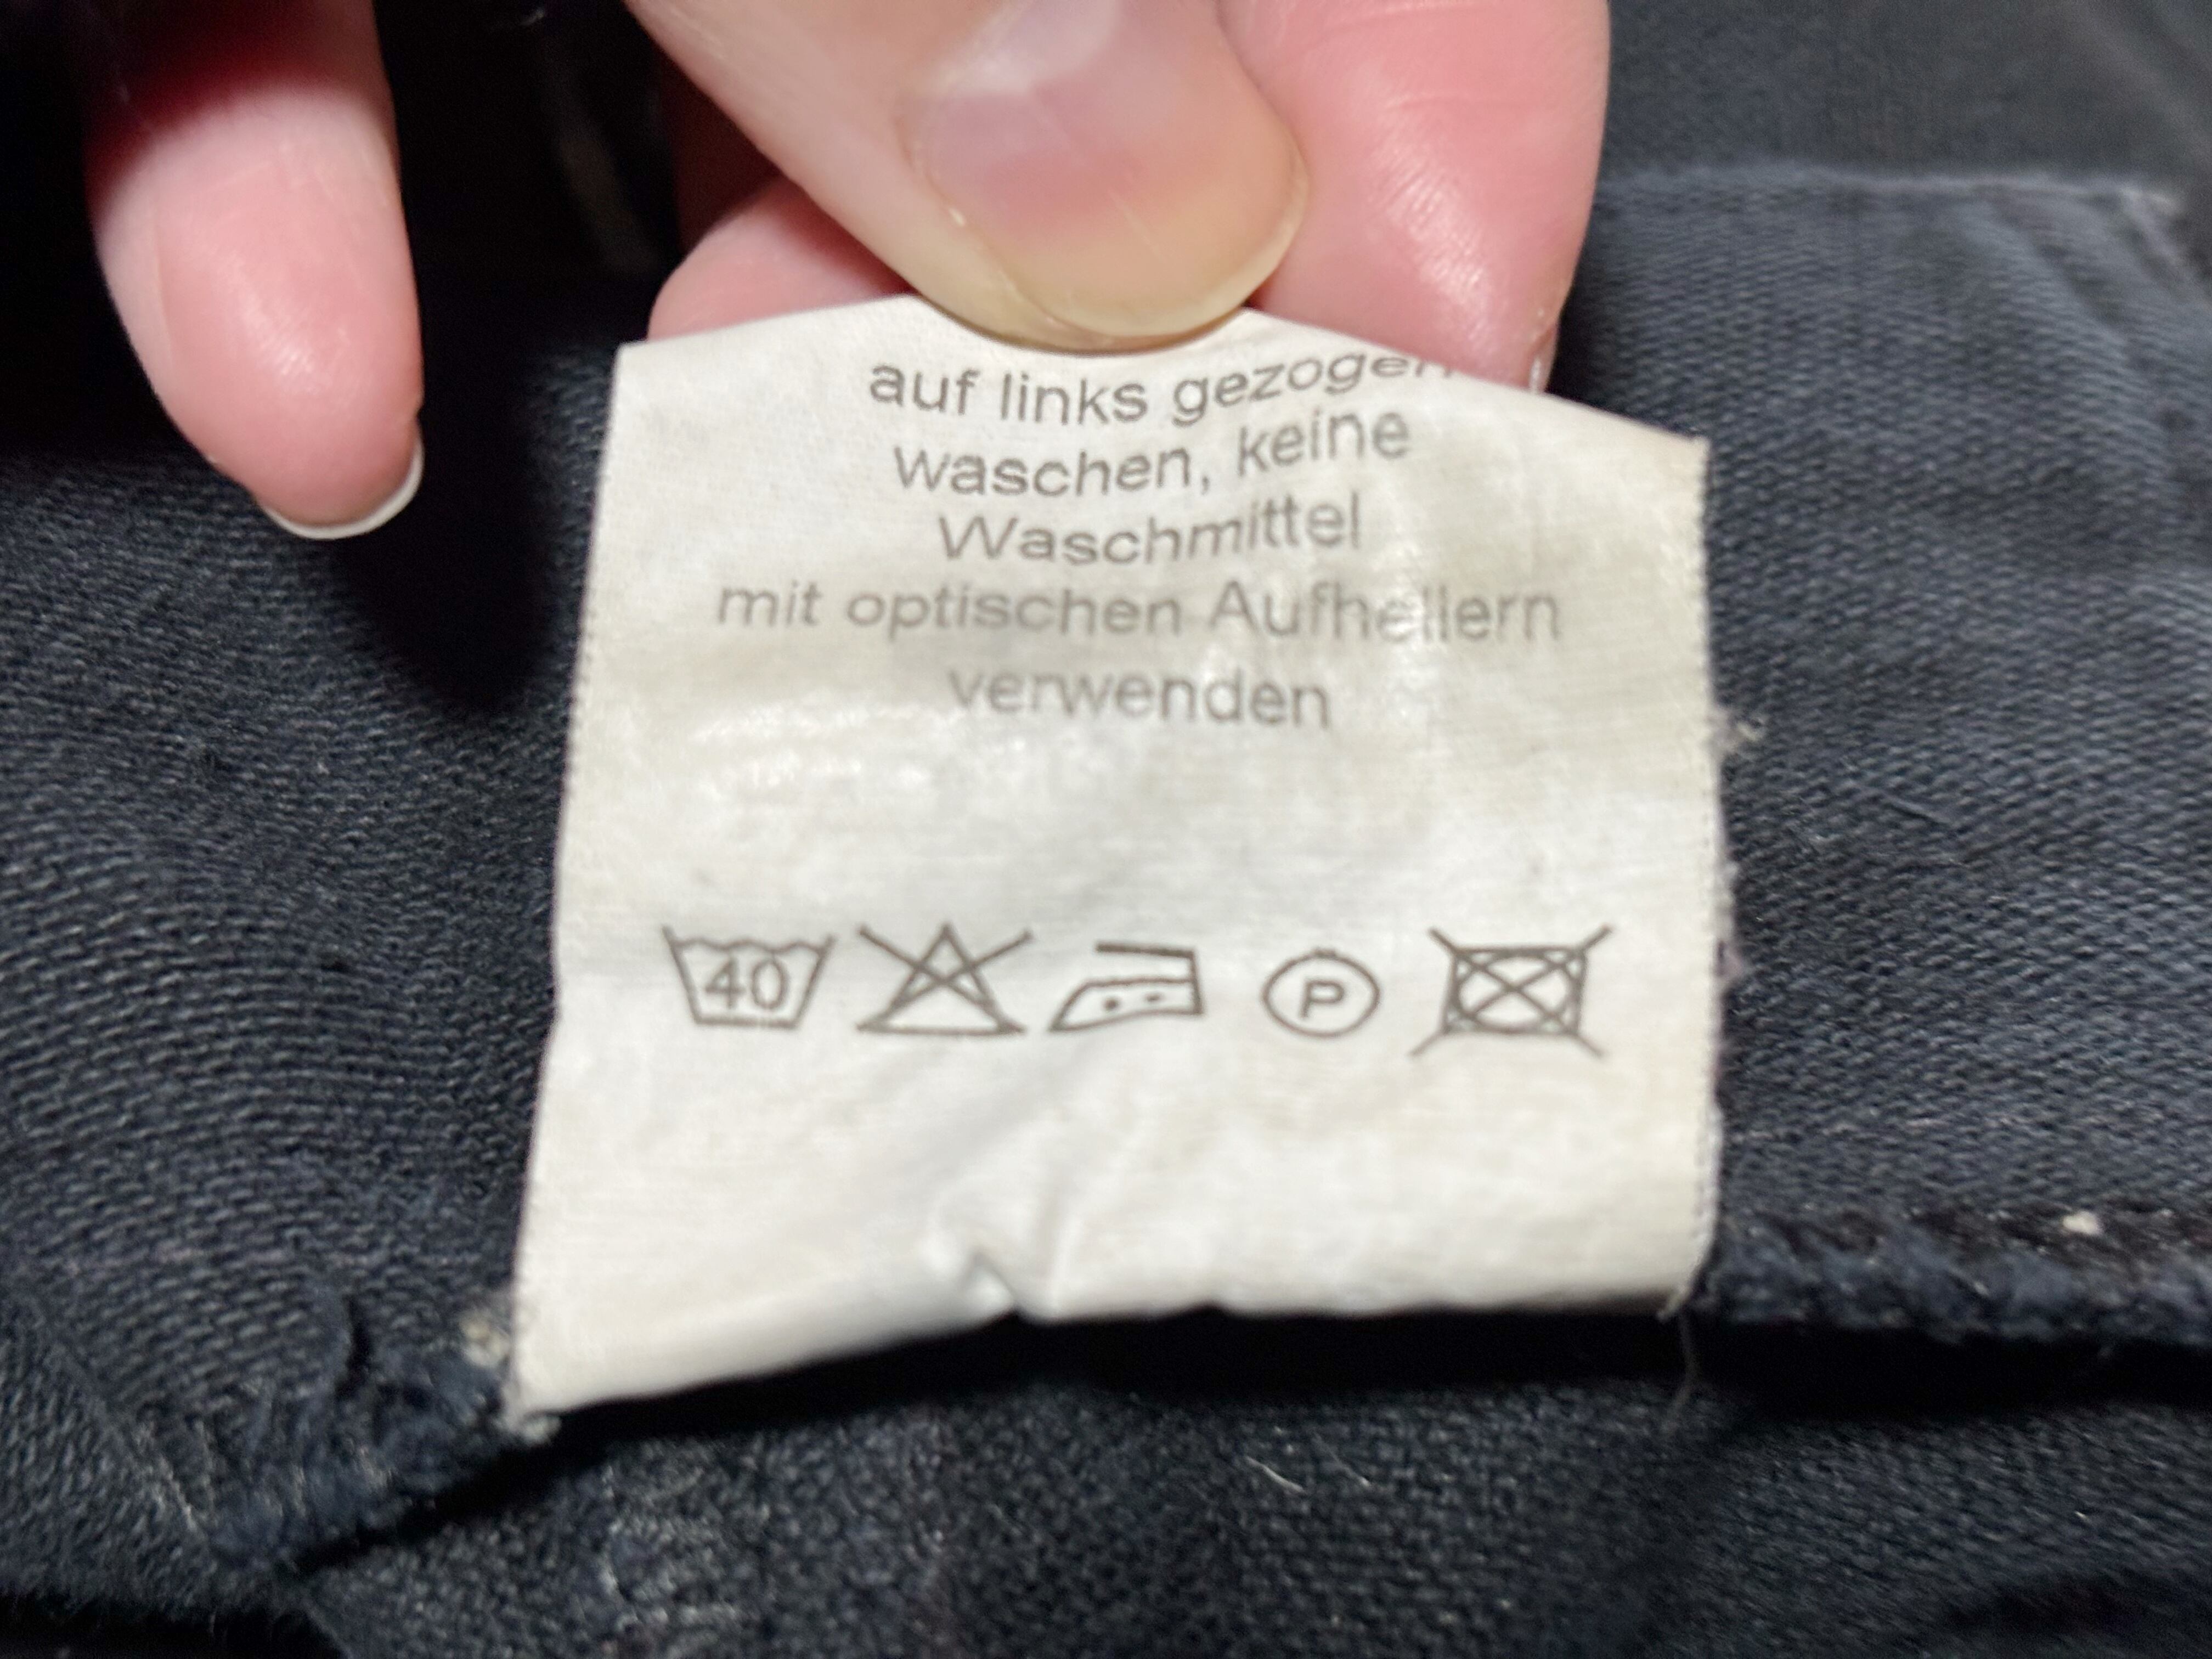 auf links gezogen
waschen, keine
Waschmittel
mit optischen Aufhellern
verwenden
40 P